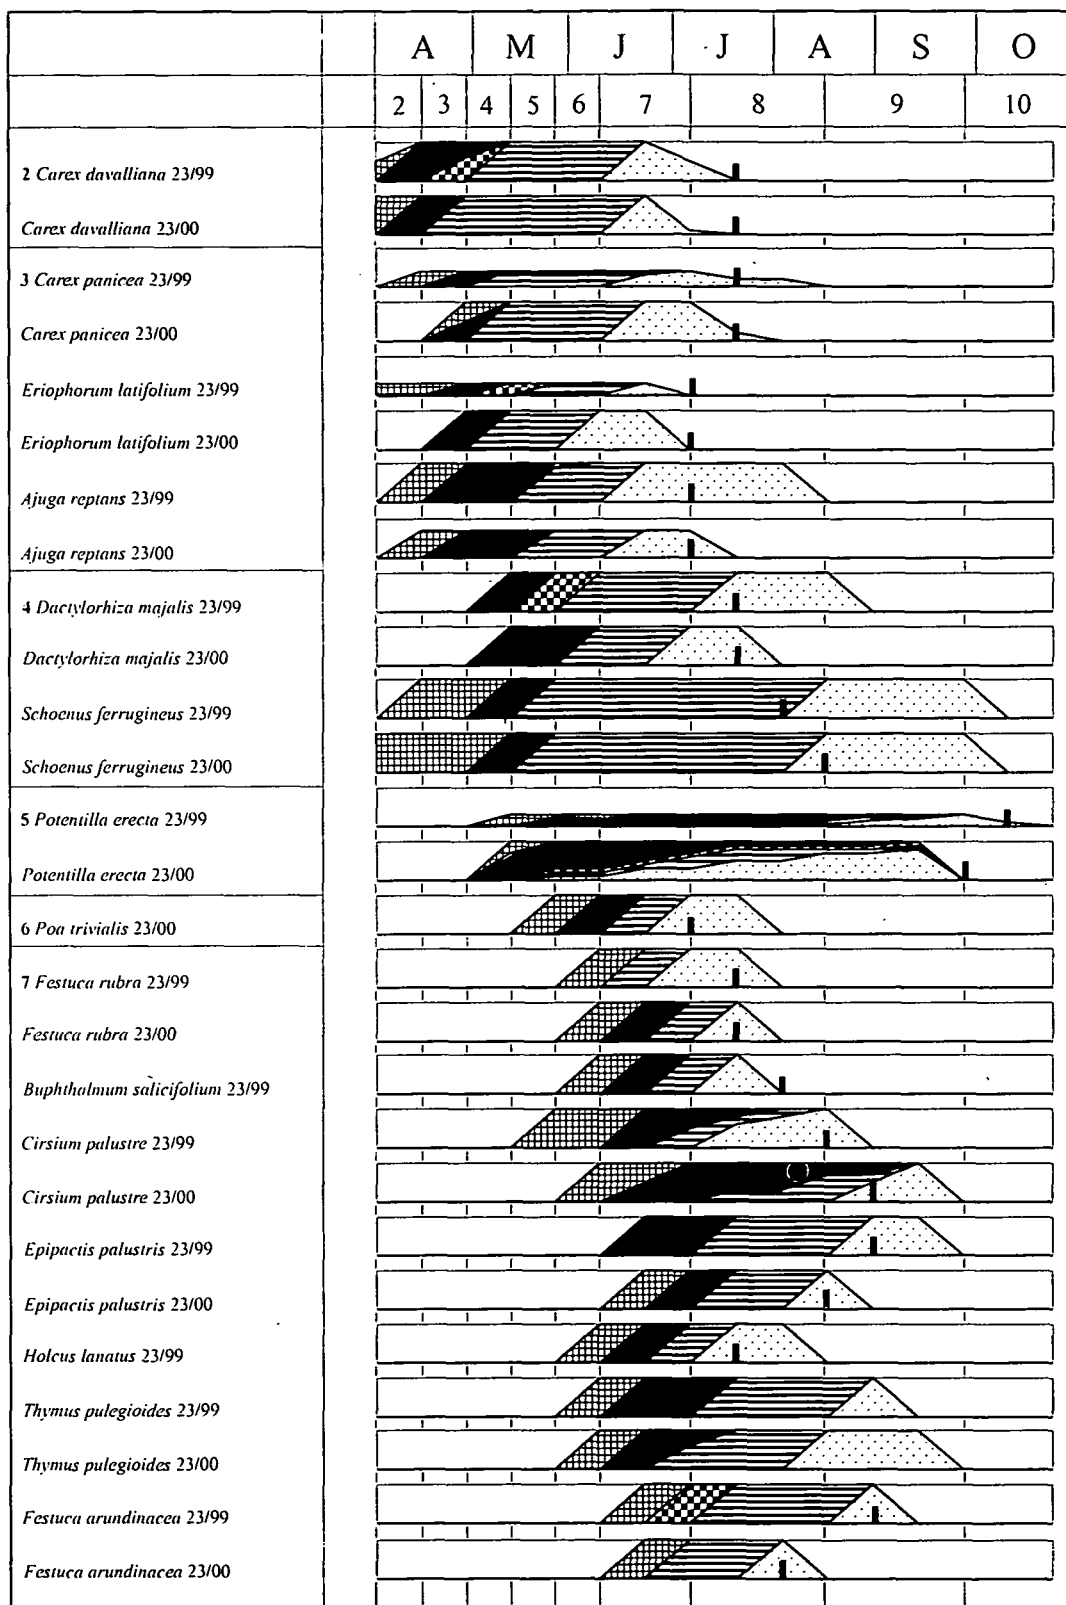 A M J J A S O
2 3 4 5 6 7 8 9 10
2 Carex davalliana 23/99
Carex davalliana 23/00
3 Carex panicea 23/99
Carex panicea 23/00
Eriophorum latifolium 23/99
Eriophorum latifolium 23/00
Ajuga reptans 23/99
Ajuga reptans 23/00
4 Dactylorhiza majalis 23/99
Dactylorhiza majalis 23/00
Schoenus ferrugineus 23/99
Schoenus ferrugineus 23/00
5 Potentilla erecta 23/99
Potentilla erecta 23/00
6 Poa trivialis 23/00
7 Festuca rubra 23/99
Festuca rubra 23/00
Buphthalmum salicifolium 23/99
Cirsium palustre 23/99
Cirsium palustre 23/00
Epipactis palustris 23/99
Epipactis palustris 23/00
Holcus lanatus 23/99
Thymus pulegioides 23/99
Thymus pulegioides 23/00
Festuca arundinacea 23/99
Festuca arundinacea 23/00